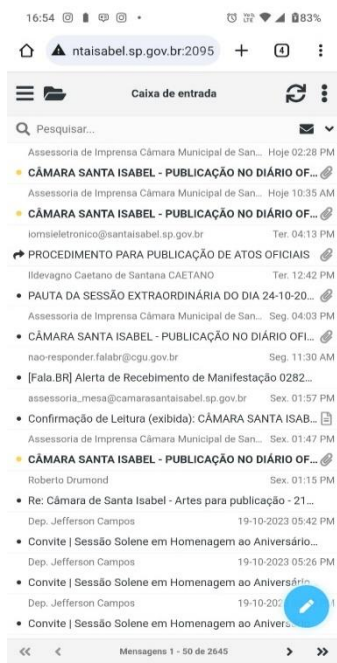 16:54
83%
ntaisabel.sp.gov.br:2095
4
Caixa de entrada
Pesquisar...
Assessoria de Imprensa Câmara Municipal de San... Hoje 02:28 PM
CÂMARA SANTA ISABEL - PUBLICAÇÃO NO DIÁRIO OF...
Assessoria de Imprensa Câmara Municipal de San... Hoje 10:35 AM
CÂMARA SANTA ISABEL - PUBLICAÇÃO NO DIÁRIO OF...
iomsieletronico@santaisabel.sp.gov.br Ter. 04:13 PM
PROCEDIMENTO PARA PUBLICAÇÃO DE ATOS OFICIAIS
Ildevagno Caetano de Santana CAETANO Ter. 12:42 PM
PAUTA DA SESSÃO EXTRAORDINÁRIA DO DIA 24-10-20...
Assessoria de Imprensa Câmara Municipal de San... Seg. 04:03 PM
CÂMARA SANTA ISABEL - PUBLICAÇÃO NO DIÁRIO OFI...
nao-responder.falabr@cgu.gov.br Seg. 11:30 AM
[Fala.BR] Alerta de Recebimento de Manifestação 0282...
assessoria_mesa@camarasantaisabel.sp.gov.br Sex. 01:57 PM
Confirmação de Leitura (exibida): CÂMARA SANTA ISAB...
Assessoria de Imprensa Câmara Municipal de San... Sex. 01:47 PM
CÂMARA SANTA ISABEL - PUBLICAÇÃO NO DIÁRIO OF...
Roberto Drumond Sex. 01:15 PM
Re: Câmara de Santa Isabel - Artes para publicação - 21...
Dep. Jefferson Campos 19-10-2023 05:42 PM
Convite | Sessão Solene em Homenagem ao Aniversário...
Dep. Jefferson Campos 19-10-2023 05:26 PM
Convite | Sessão Solene em Homenagem ao Aniversário...
Dep. Jefferson Campos 19-10-202
Convite | Sessão Solene em Homenagem ao Anivers
Mensagens 1 - 50 de 2645